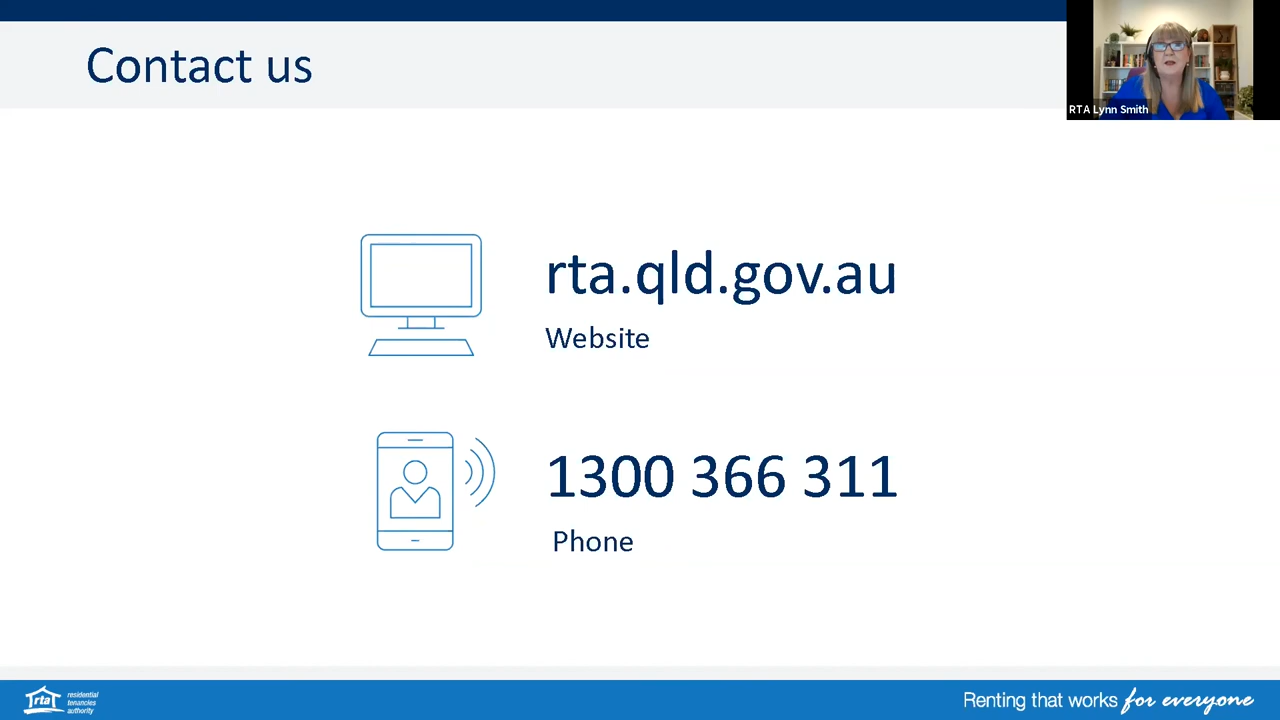 Contact us
RTA Lynn Smith
rta.qld.gov.au
Website
1300 366 311
Phone
rta
residential
tenancies
authority
Renting that works for everyone